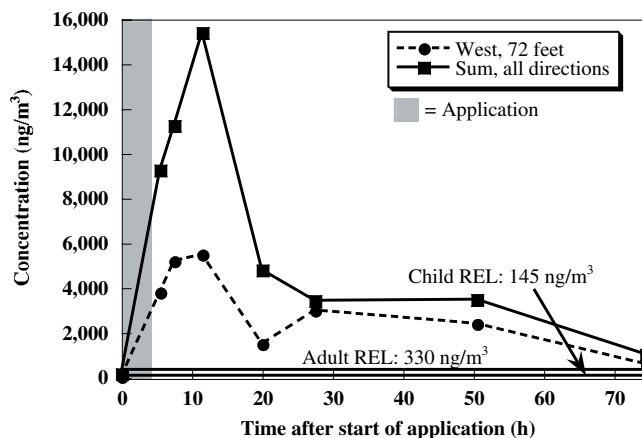 16,000
14,000
12,000
10,000
8,000
6,000
4,000
2,000
0
Concentration (ng/m³)
West, 72 feet
Sum, all directions
= Application
Child REL: 145 ng/m³
Adult REL: 330 ng/m³
0 10 20 30 40 50 60 70
Time after start of application (h)